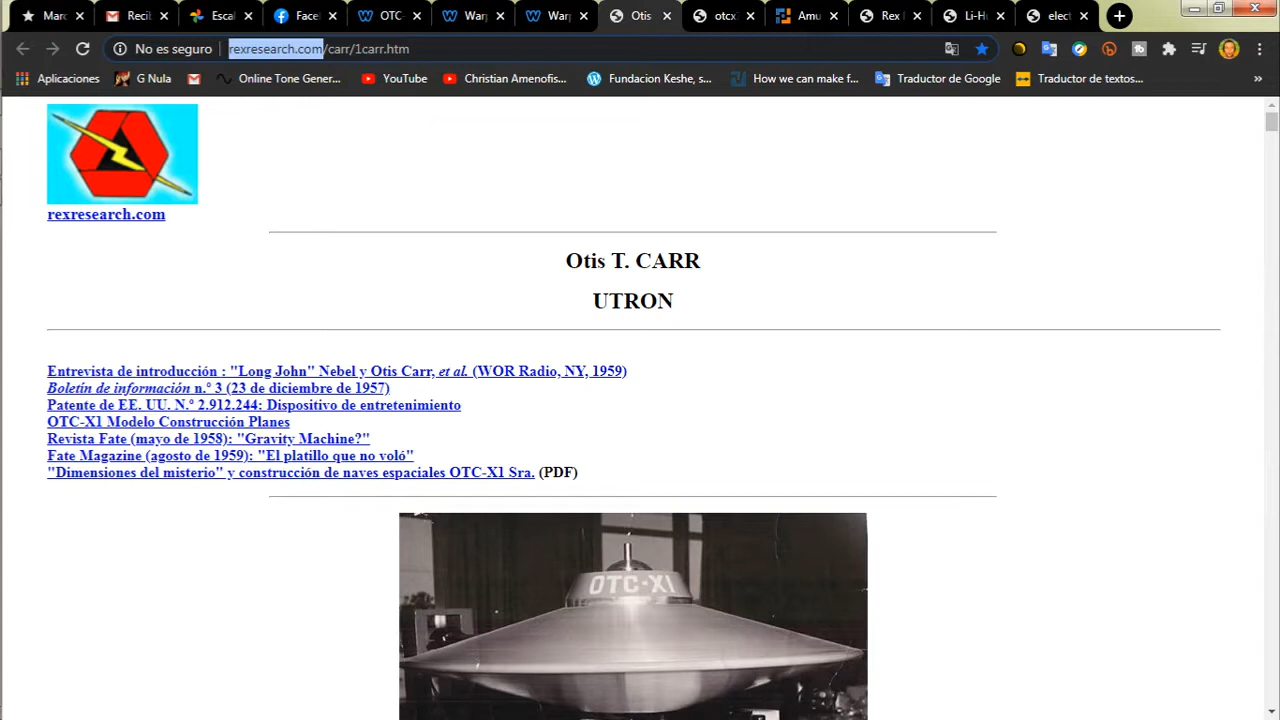 Marc
Recil
Escal
Facel
OTC-
Warp
Warp
Otis
otcx
Amu
Rex
Li-H
elect
No es seguro
rexresearch.com/carr/1carr.htm
Aplicaciones
G Nula
Online Tone Gener...
YouTube
Christian Amenofis...
Fundacion Keshe, s...
How we can make f...
Traductor de Google
Traductor de textos...
»
rexresearch.com
Otis T. CARR
UTRON
Entrevista de introducción : "Long John" Nebel y Otis Carr, et al. (WOR Radio, NY, 1959)
Boletín de información n.º 3 (23 de diciembre de 1957)
Patente de EE. UU. N.º 2.912.244: Dispositivo de entretenimiento
OTC-X1 Modelo Construcción Planes
Revista Fate (mayo de 1958): "Gravity Machine?"
Fate Magazine (agosto de 1959): "El platillo que no voló"
"Dimensiones del misterio" y construcción de naves espaciales OTC-X1 Sra. (PDF)
OTC-X1